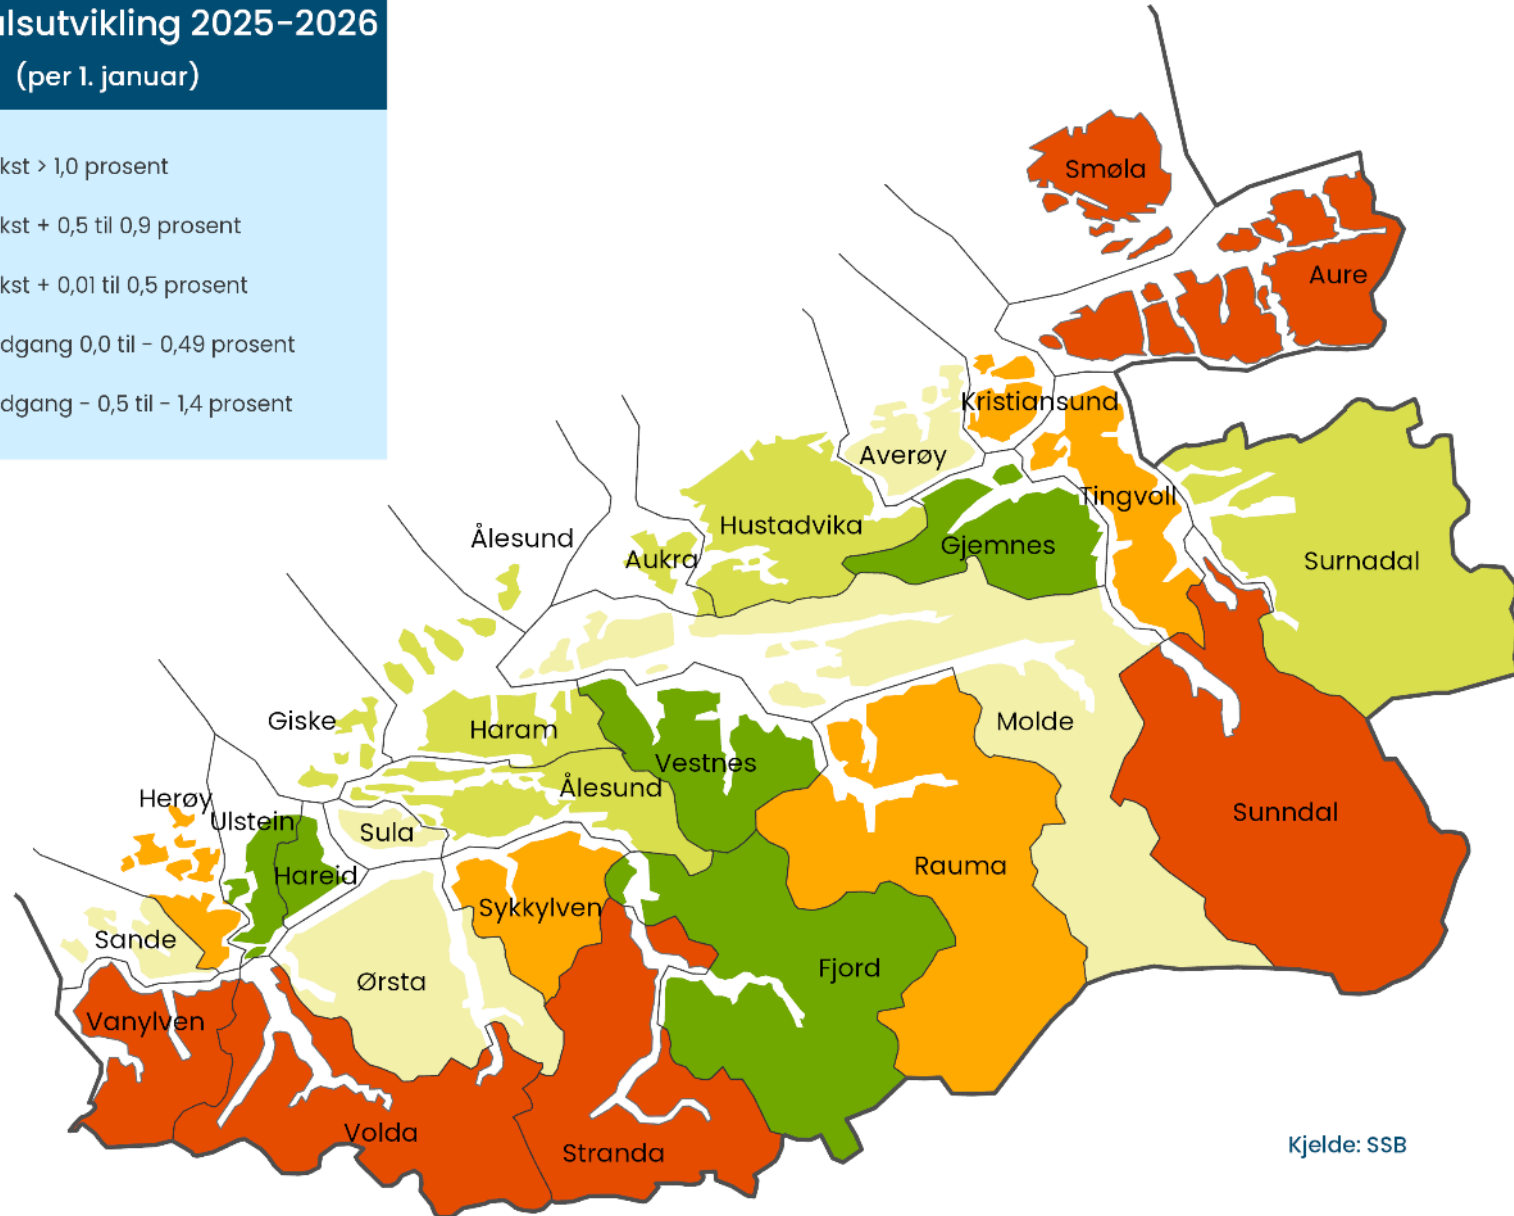 lsutvikling 2025-2026
(per 1. januar)
kst > 1,0 prosent
kst + 0,5 til 0,9 prosent
kst + 0,01 til 0,5 prosent
dgang 0,0 til - 0,49 prosent
dgang - 0,5 til - 1,4 prosent
Smøla
Aure
Kristiansund
Averøy
Tingvoll
Hustadvika
Ålesund
Gjemnes
Aukra
Surnadal
Giske
Haram
Molde
Vestnes
Ålesund
Herøy
Ulstein
Sunndal
Sula
Rauma
Hareid
Sykkylven
Sande
Fjord
Ørsta
Vanylven
Volda
Stranda
Kjelde: SSB